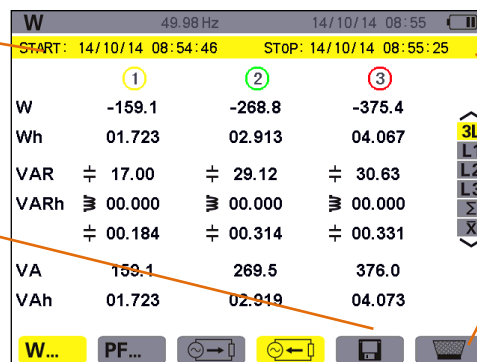 W 49.98 Hz 14/10/14 08:55
START: 14/10/14 08:54:46 STOP: 14/10/14 08:55:25
1 2 3
W -159.1 -268.8 -375.4
Wh 01.723 02.913 04.067
VAR 17.00 29.12 30.63
VARh 00.000 00.000 00.000
00.184 00.314 00.331
VA 159.1 269.5 376.0
VAh 01.723 02.919 04.073
3L
L1
L2
L3
Σ
X̄
W... PF...